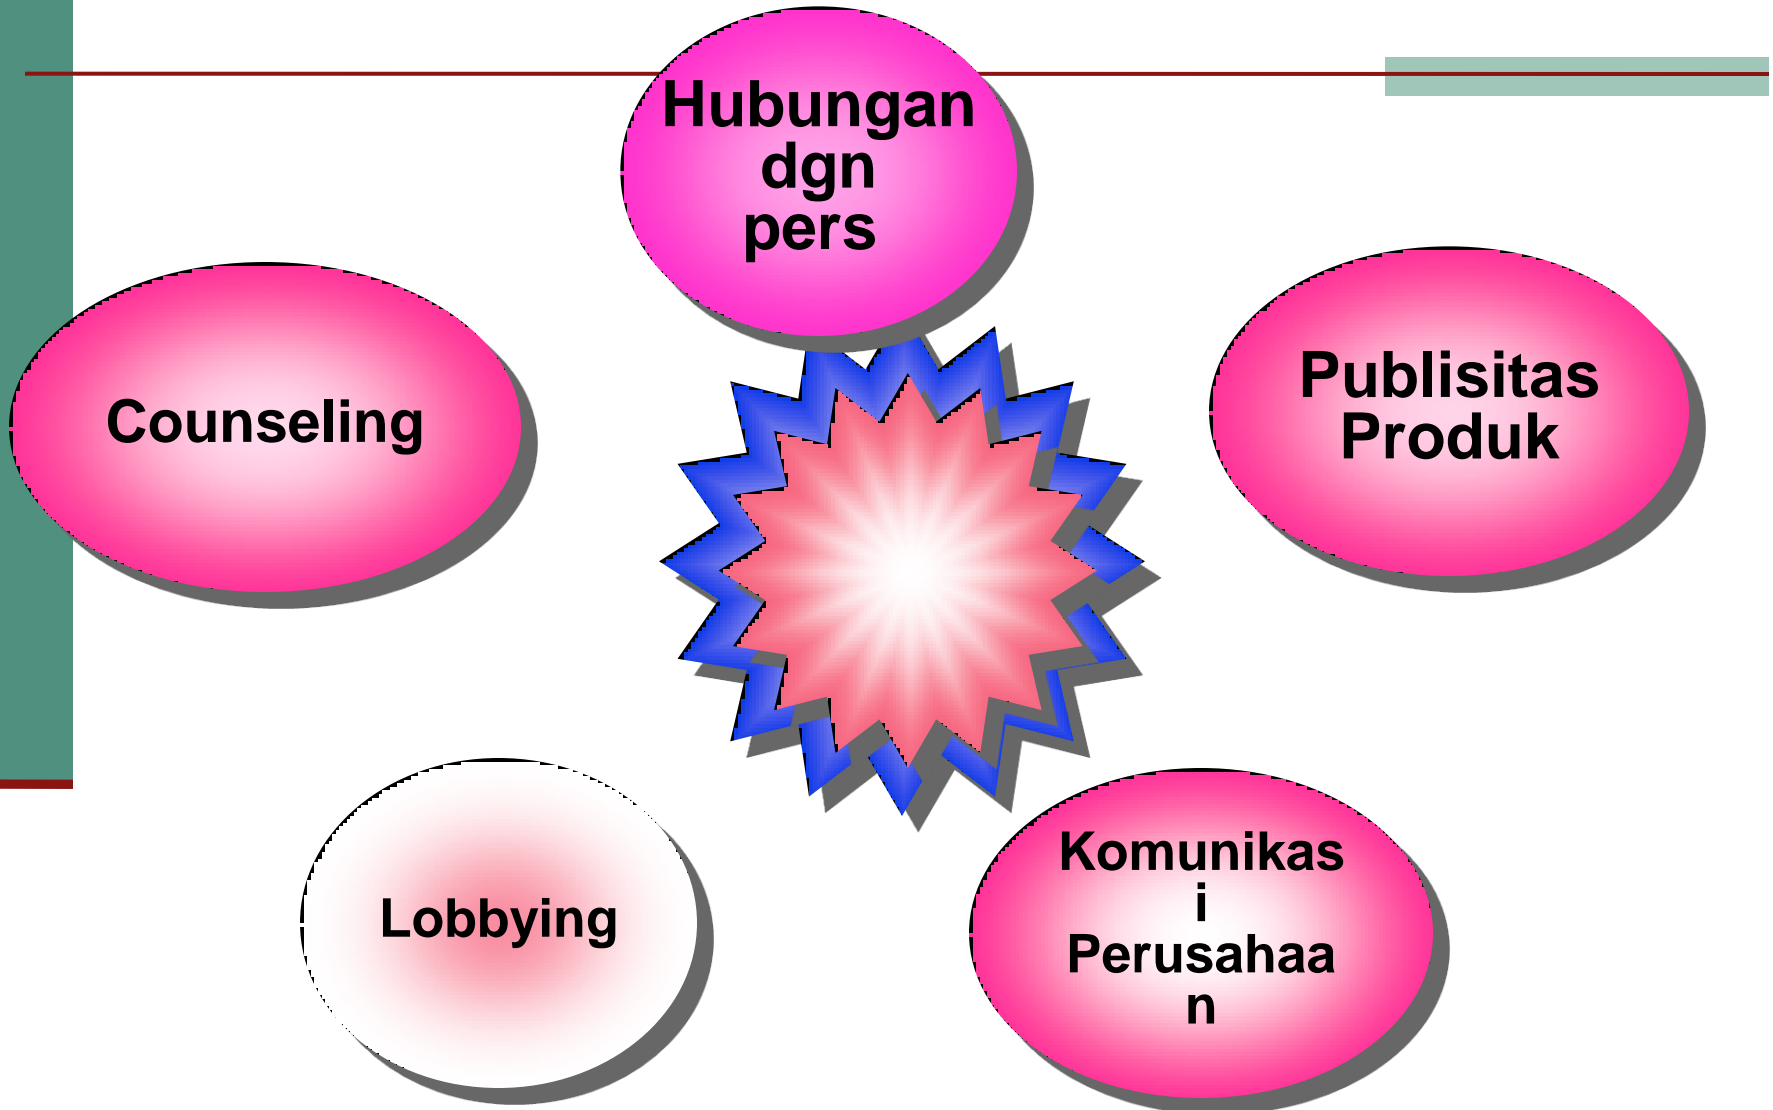 Hubungan
dgn
pers
Counseling
Publisitas
Produk
Lobbying
Komunikas
i
Perusahaa
n